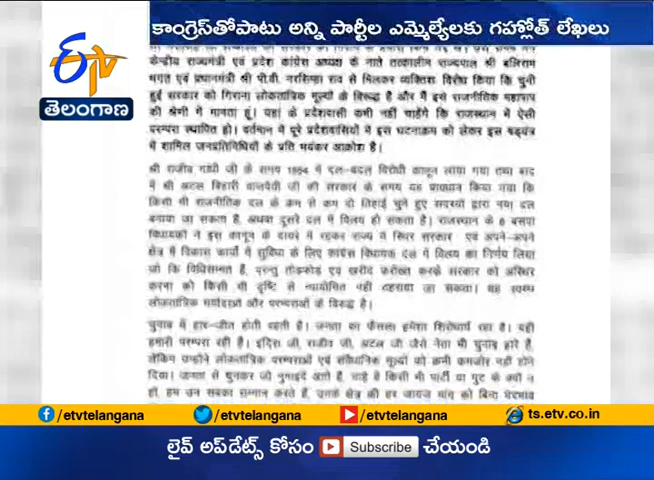 కాంగ్రెస్‌తోపాటు అన్ని పార్టీల ఎమ్మెల్యేలకు గహ్లోత్ లేఖలు
ETV
తెలంగాణ
केन्द्रीय राज्यमंत्री एवं प्रदेश कांग्रेस अध्यक्ष के नाते तत्कालीन राज्यपाल श्री बलिराम
भगत एवं प्रधानमंत्री श्री पी.वी. नरसिम्हा राव से मिलकर व्यक्तिशः विरोध किया कि चुनी
हुई सरकार को गिराना लोकतांत्रिक मूल्यों के विरूद्ध है और मैं इसे राजनीतिक महापाप
की श्रेणी में मानता हूं। यहां के प्रदेशवासी कभी नहीं चाहेंगे कि राजस्थान में ऐसी
परम्परा स्थापित हो। वर्तमान में पूरे प्रदेशवासियों में इस घटनाक्रम को लेकर इस षड्यंत्र
में शामिल जनप्रतिनिधियों के प्रति भयंकर आक्रोश है।
श्री राजीव गांधी जी के समय 1984 में दल-बदल विरोधी कानून लाया गया तथा बाद
में श्री अटल बिहारी वाजपेयी जी की सरकार के समय यह प्रावधान किया गया कि
किसी भी राजनीतिक दल के कम से कम दो तिहाई चुने हुए सदस्यों द्वारा नया दल
बनाया जा सकता है, अथवा दूसरे दल में विलय हो सकता है। राजस्थान के 6 बसपा
विधायकों ने इस कानून के दायरे में रहकर राज्य में स्थिर सरकार एवं अपने-अपने
क्षेत्र में विकास कार्यों में सुविधा के लिए कांग्रेस विधायक दल में विलय का निर्णय लिया
जो कि विधिसम्मत है, परन्तु तोड़फोड़ एवं खरीद फरोख्त करके सरकार को अस्थिर
करना को किसी भी दृष्टि से न्यायोचित नहीं ठहराया जा सकता। यह स्वस्थ
लोकतांत्रिक मर्यादाओं और परम्पराओं के विरूद्ध है।
चुनाव में हार-जीत होती रहती है। जनता का फैसला हमेशा शिरोधार्य रहा है। यही
हमारी परम्परा रही है। इंदिरा जी, राजीव जी, अटल जी जैसे नेता भी चुनाव हारे हैं,
लेकिन उन्होंने लोकतांत्रिक परम्पराओं एवं संवैधानिक मूल्यों को कभी कमजोर नहीं होने
दिया। जनता से चुनकर जो नुमाइंदे आते हैं, चाहे वे किसी भी पार्टी या गुट के क्यों न
हो, हम उन सबका सम्मान करते हैं, उनके क्षेत्र की हर जायज मांग को बिना भेदभाव
/etvtelangana /etvtelangana /etvtelangana ts.etv.co.in
లైవ్ అప్‌డేట్స్ కోసం Subscribe చేయండి